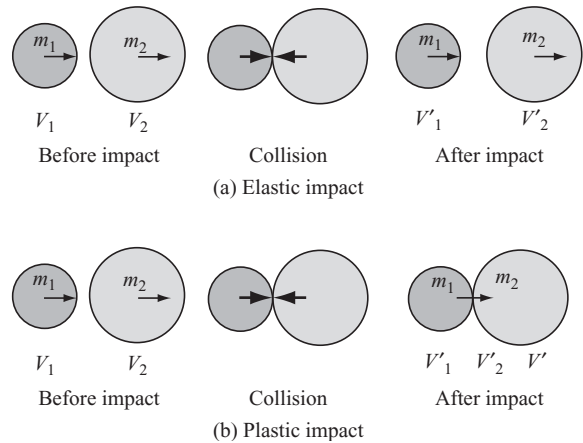 m1 m2 m1 m2
V1 V2 V'1 V'2
Before impact Collision After impact
(a) Elastic impact
m1 m2 m1 m2
V1 V2 V'1 V'2 V'
Before impact Collision After impact
(b) Plastic impact